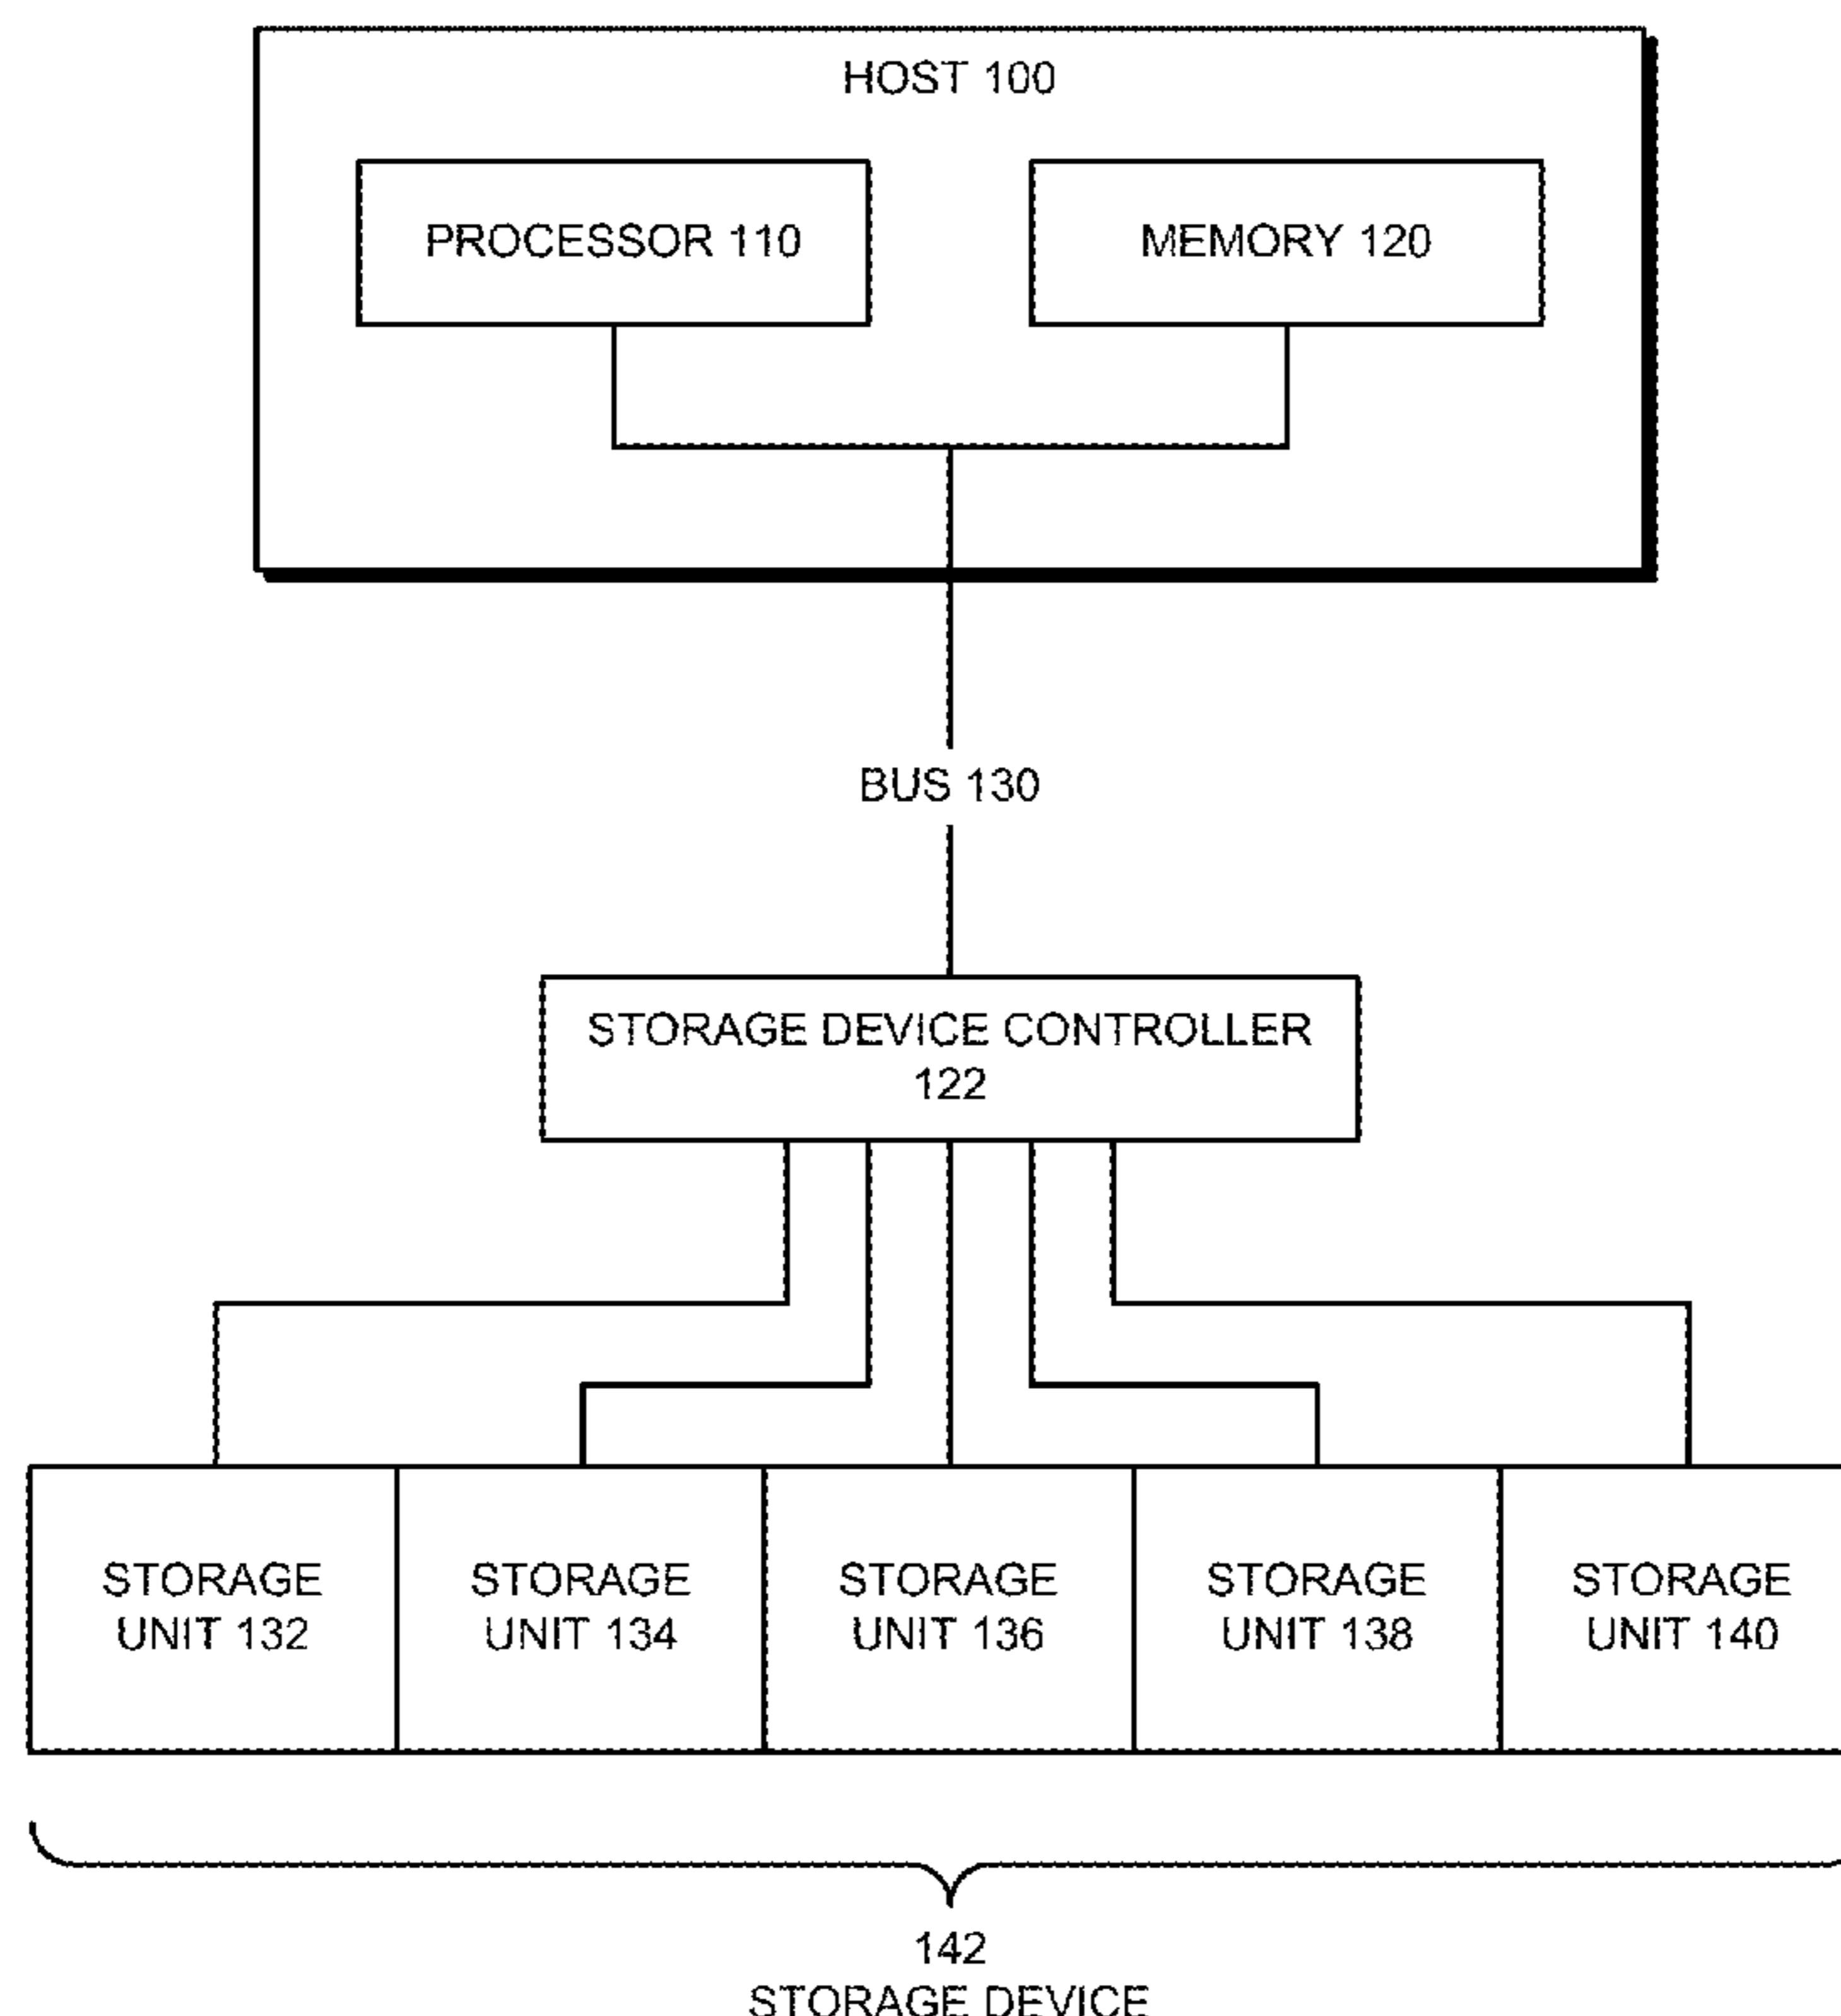 HOST 100
PROCESSOR 110
MEMORY 120
BUS 130
STORAGE DEVICE CONTROLLER
122
STORAGE
UNIT 132
STORAGE
UNIT 134
STORAGE
UNIT 136
STORAGE
UNIT 138
STORAGE
UNIT 140
142
STORAGE DEVICE